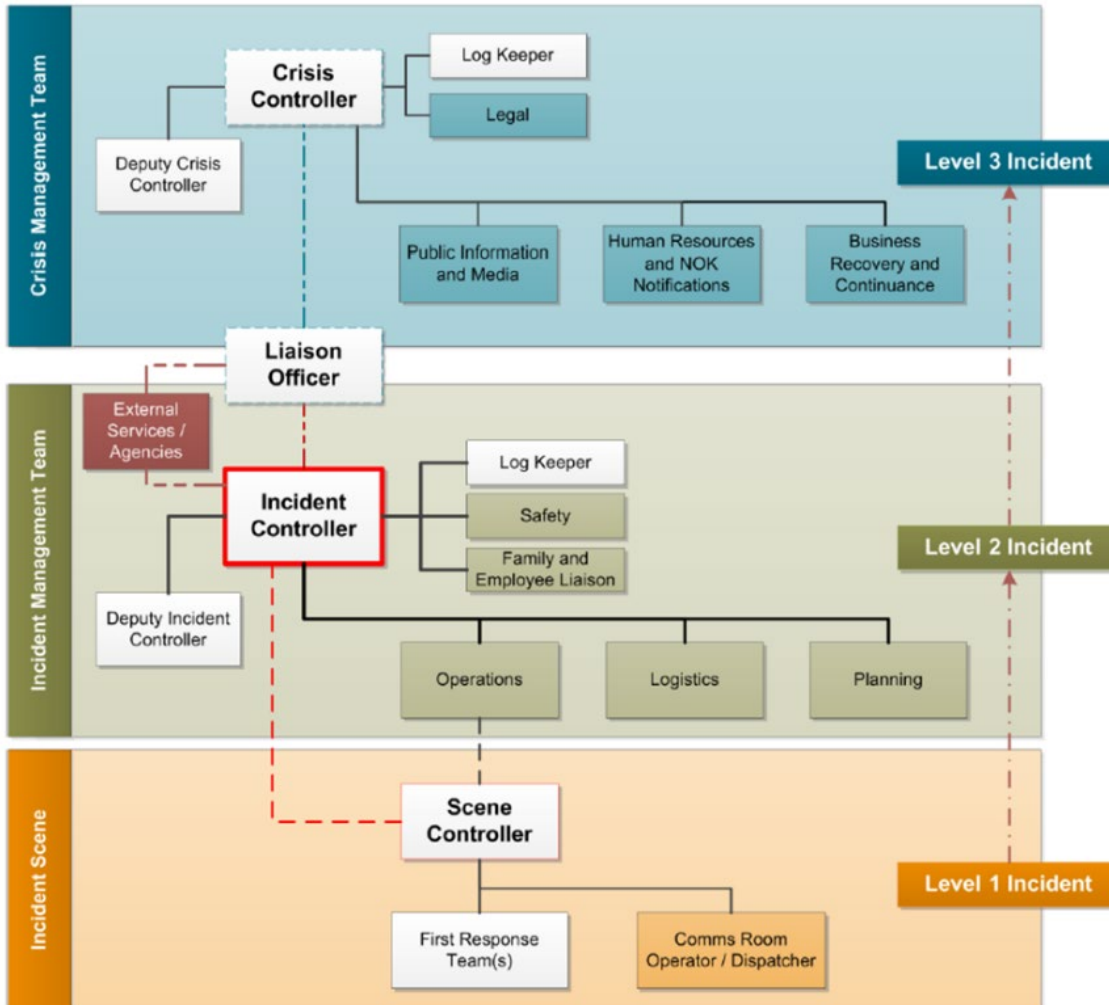 Crisis Management Team
Crisis
Controller
Log Keeper
Legal
Deputy Crisis
Controller
Level 3 Incident
Public Information
and Media
Human Resources
and NOK
Notifications
Business
Recovery and
Continuance
Liaison
Officer
Incident Management Team
External
Services /
Agencies
Incident
Controller
Log Keeper
Safety
Family and
Employee Liaison
Level 2 Incident
Deputy Incident
Controller
Operations
Logistics
Planning
Incident Scene
Scene
Controller
Level 1 Incident
First Response
Team(s)
Comms Room
Operator / Dispatcher